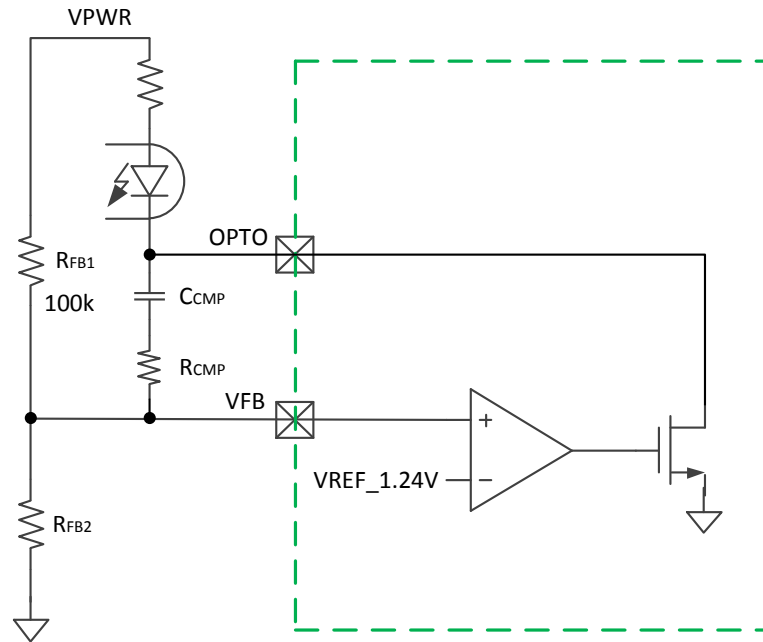 VPWR
OPTO
RFB1
100k
CCMP
RCMP
VFB
+
VREF_1.24V
−
RFB2